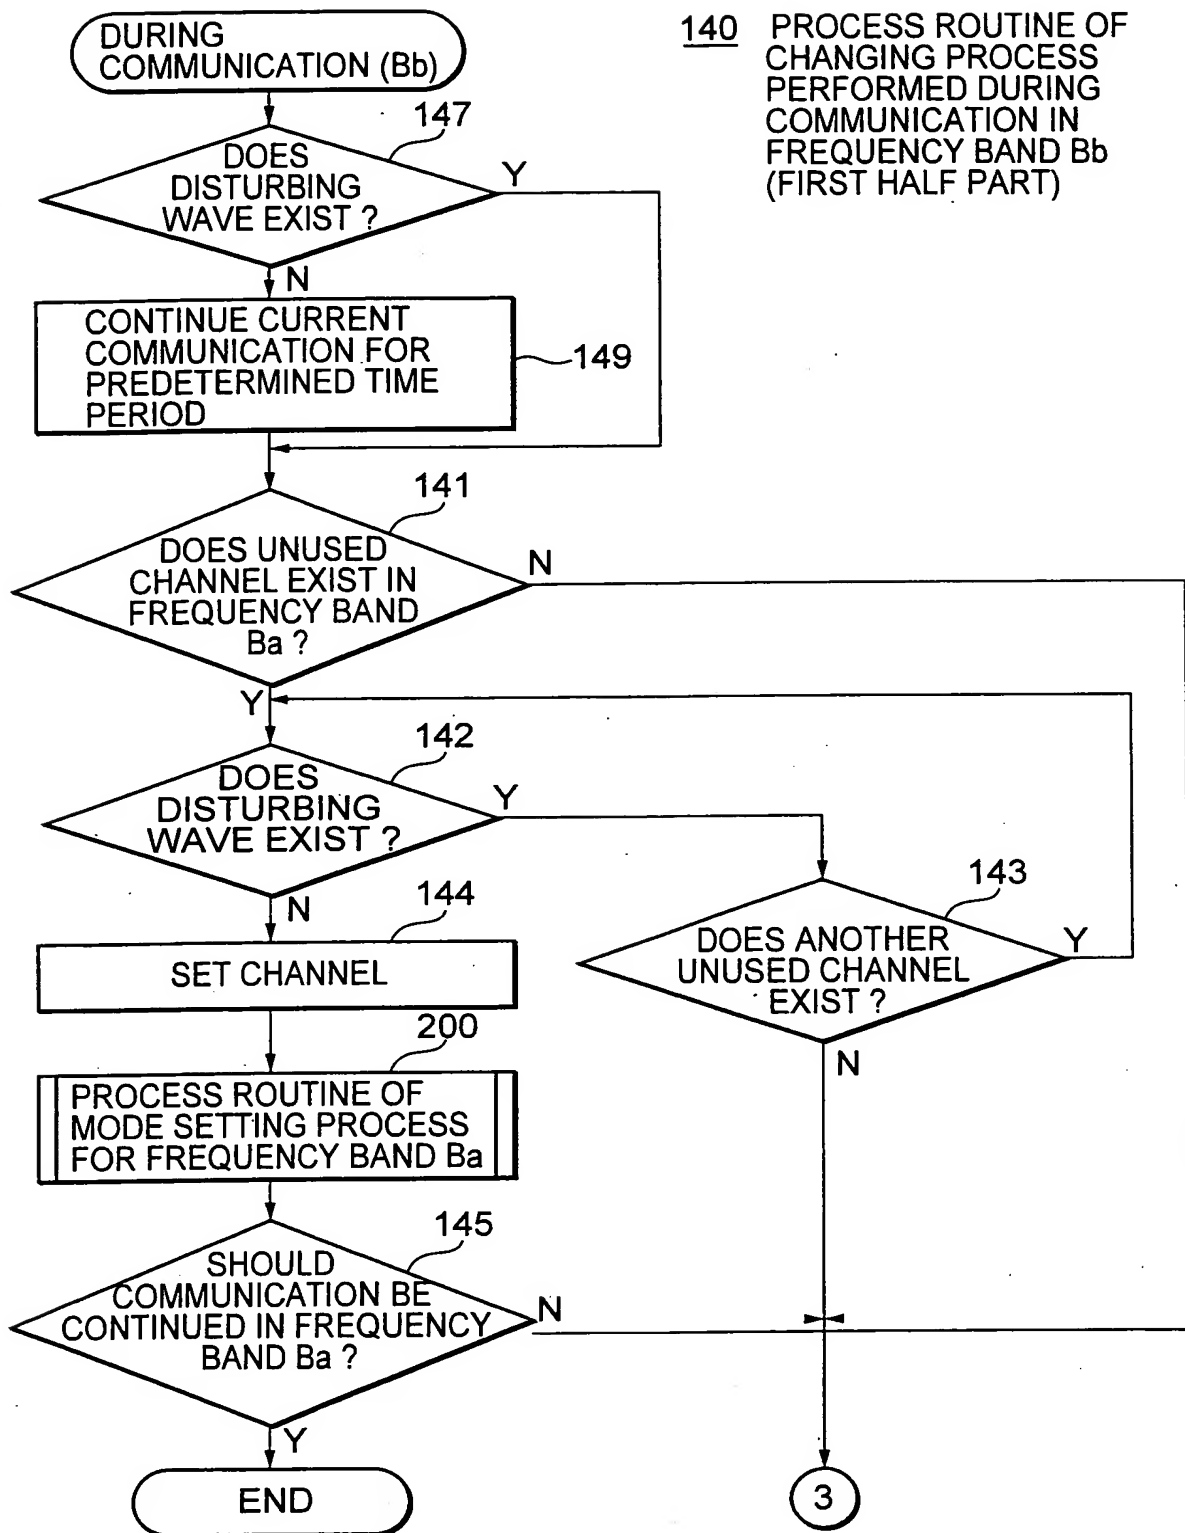 DURING
COMMUNICATION (Bb)
140 PROCESS ROUTINE OF
CHANGING PROCESS
PERFORMED DURING
COMMUNICATION IN
FREQUENCY BAND Bb
(FIRST HALF PART)
147
DOES
DISTURBING
WAVE EXIST ?
Y
N
CONTINUE CURRENT
COMMUNICATION FOR
PREDETERMINED TIME
PERIOD
149
141
DOES UNUSED
CHANNEL EXIST IN
FREQUENCY BAND
Ba ?
N
Y
142
DOES
DISTURBING
WAVE EXIST ?
Y
N
143
DOES ANOTHER
UNUSED CHANNEL
EXIST ?
Y
N
144
SET CHANNEL
200
PROCESS ROUTINE OF
MODE SETTING PROCESS
FOR FREQUENCY BAND Ba
145
SHOULD
COMMUNICATION BE
CONTINUED IN FREQUENCY
BAND Ba ?
N
Y
END
3